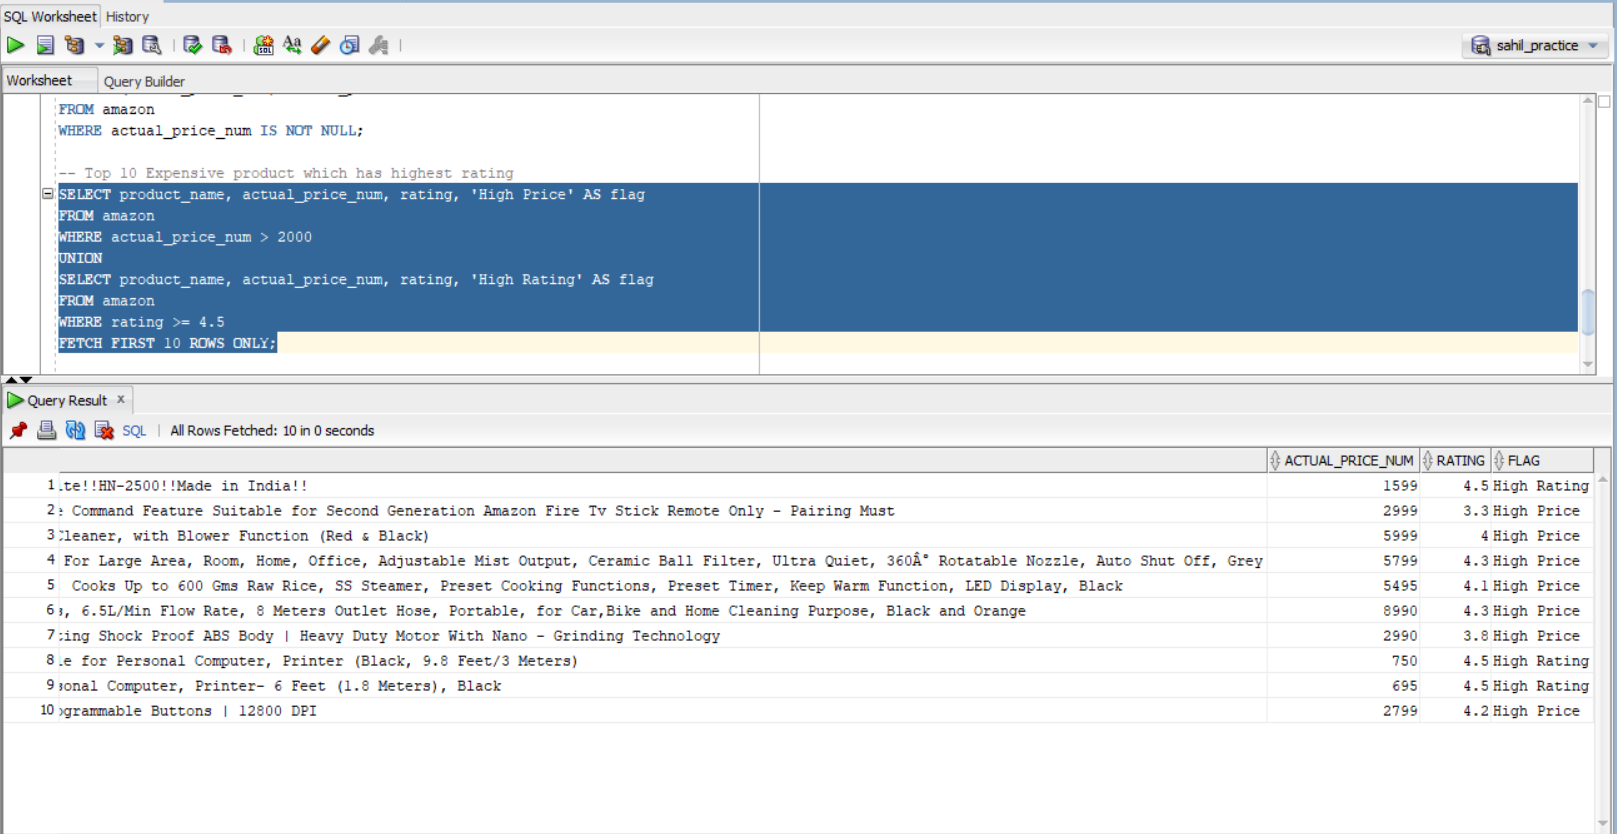 SQL Worksheet History
sahil_practice
Worksheet Query Builder
FROM amazon
WHERE actual_price_num IS NOT NULL;
-- Top 10 Expensive product which has highest rating
SELECT product_name, actual_price_num, rating, 'High Price' AS flag
FROM amazon
WHERE actual_price_num > 2000
UNION
SELECT product_name, actual_price_num, rating, 'High Rating' AS flag
FROM amazon
WHERE rating >= 4.5
FETCH FIRST 10 ROWS ONLY;
Query Result x
SQL | All Rows Fetched: 10 in 0 seconds
ACTUAL_PRICE_NUM RATING FLAG
1 te!!HN-2500!!Made in India!! 1599 4.5 High Rating
2 Command Feature Suitable for Second Generation Amazon Fire Tv Stick Remote Only - Pairing Must 2999 3.3 High Price
3 Cleaner, with Blower Function (Red & Black) 5999 4 High Price
4 For Large Area, Room, Home, Office, Adjustable Mist Output, Ceramic Ball Filter, Ultra Quiet, 360Â° Rotatable Nozzle, Auto Shut Off, Grey 5799 4.3 High Price
5 Cooks Up to 600 Gms Raw Rice, SS Steamer, Preset Cooking Functions, Preset Timer, Keep Warm Function, LED Display, Black 5495 4.1 High Price
6 s, 6.5L/Min Flow Rate, 8 Meters Outlet Hose, Portable, for Car,Bike and Home Cleaning Purpose, Black and Orange 8990 4.3 High Price
7 ting Shock Proof ABS Body | Heavy Duty Motor With Nano - Grinding Technology 2990 3.8 High Price
8 le for Personal Computer, Printer (Black, 9.8 Feet/3 Meters) 750 4.5 High Rating
9 sonal Computer, Printer- 6 Feet (1.8 Meters), Black 695 4.5 High Rating
10 ogrammable Buttons | 12800 DPI 2799 4.2 High Price